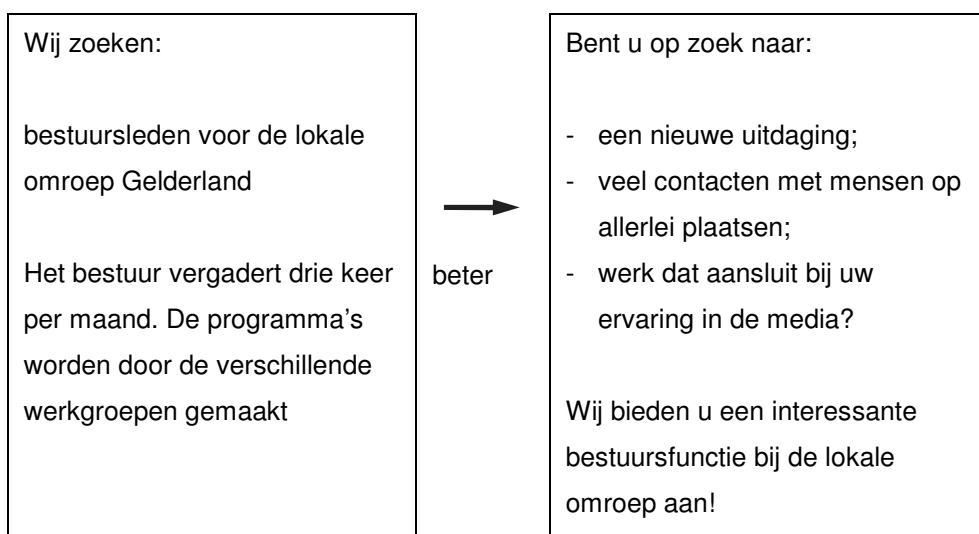 Wij zoeken:
bestuursleden voor de lokale
omroep Gelderland
Het bestuur vergadert drie keer
per maand. De programma's
worden door de verschillende
werkgroepen gemaakt
beter
Bent u op zoek naar:
- een nieuwe uitdaging;
- veel contacten met mensen op
allerlei plaatsen;
- werk dat aansluit bij uw
ervaring in de media?
Wij bieden u een interessante
bestuursfunctie bij de lokale
omroep aan!